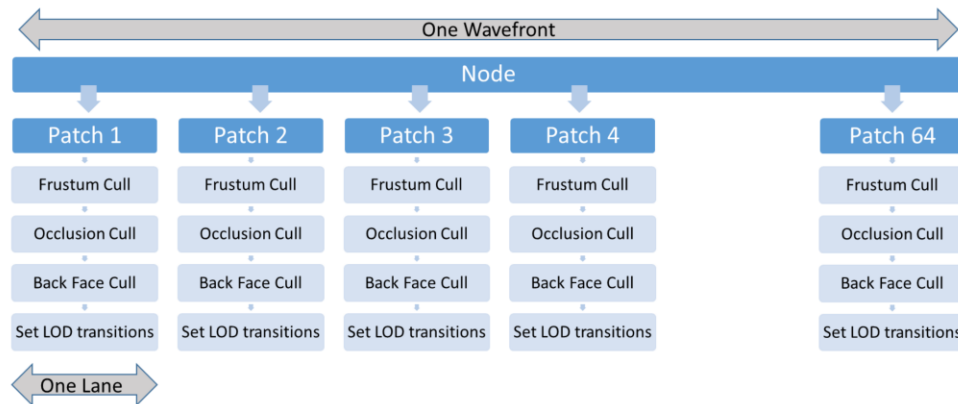 One Wavefront
Node
Patch 1 Patch 2 Patch 3 Patch 4 Patch 64
Frustum Cull Frustum Cull Frustum Cull Frustum Cull Frustum Cull
Occlusion Cull Occlusion Cull Occlusion Cull Occlusion Cull Occlusion Cull
Back Face Cull Back Face Cull Back Face Cull Back Face Cull Back Face Cull
Set LOD transitions Set LOD transitions Set LOD transitions Set LOD transitions Set LOD transitions
One Lane